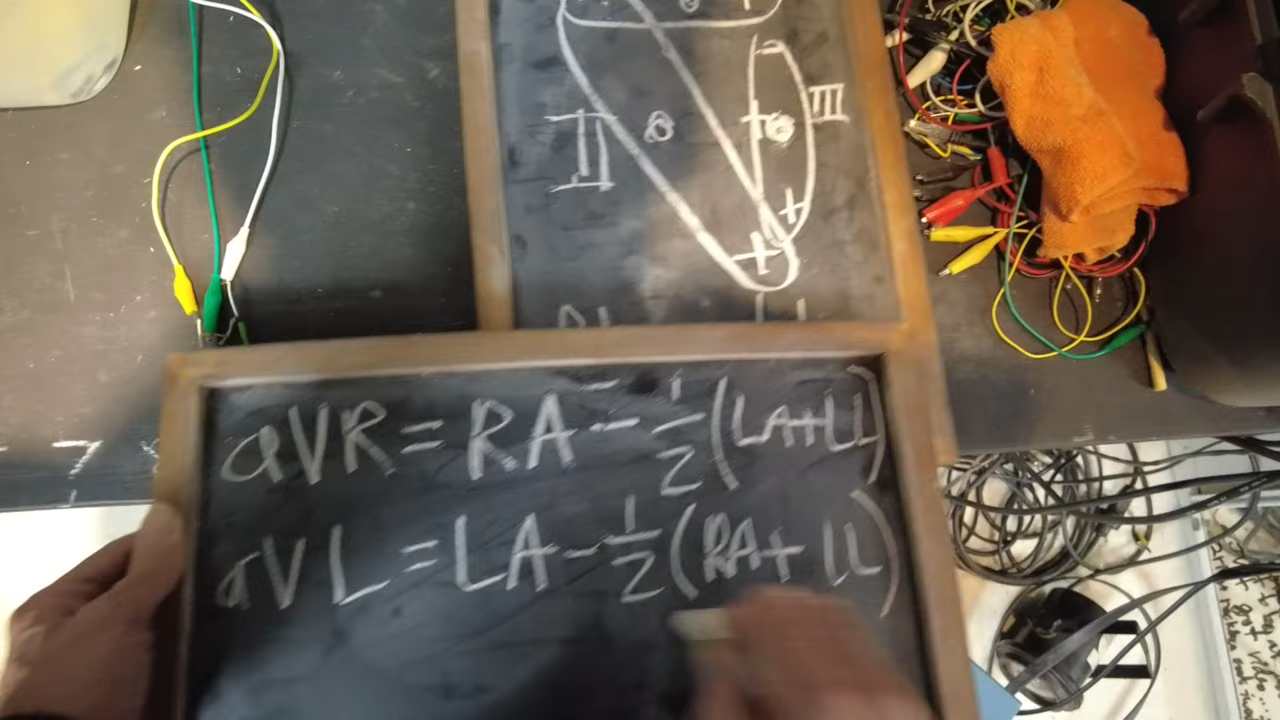 II
III
aVR = RA - 1/2 (LA+LL)
aVL = LA - 1/2 (RA+LL)